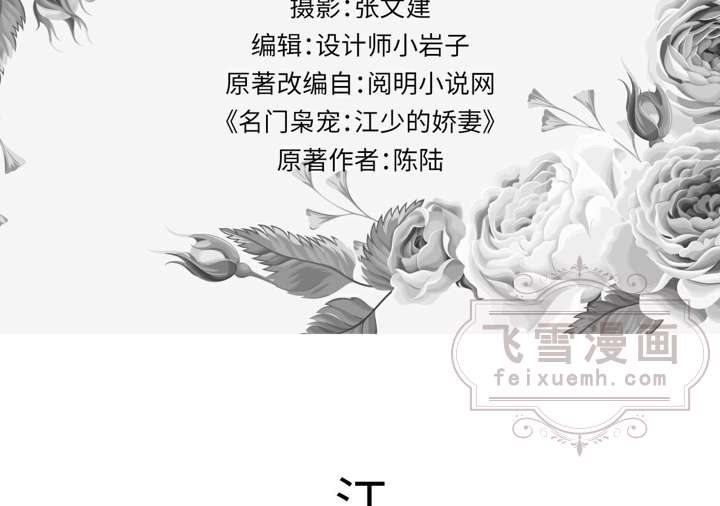 摄影：张文建
编辑：设计师小岩子
原著改编自：阅明小说网
《名门枭宠：江少的娇妻》
原著作者：陈陆
飞雪漫画
feixuemh.com
江